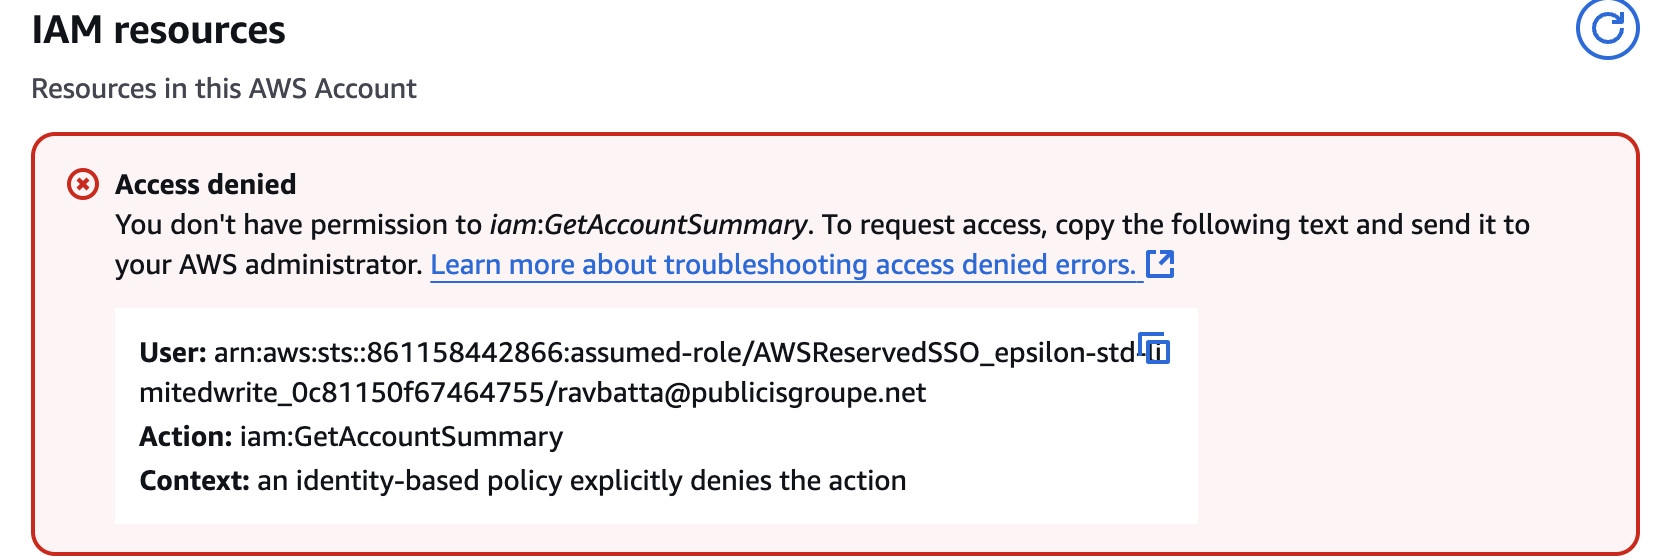 IAM resources
Resources in this AWS Account
Access denied
You don't have permission to iam:GetAccountSummary. To request access, copy the following text and send it to
your AWS administrator. Learn more about troubleshooting access denied errors.
User: arn:aws:sts::861158442866:assumed-role/AWSReservedSSO_epsilon-std-li
mitedwrite_0c81150f67464755/ravbatta@publicisgroupe.net
Action: iam:GetAccountSummary
Context: an identity-based policy explicitly denies the action